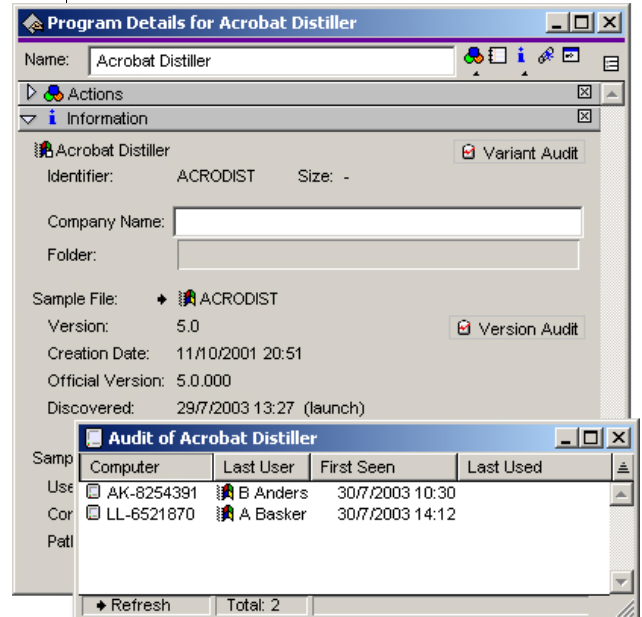 Program Details for Acrobat Distiller
Name: Acrobat Distiller
Actions
i Information
Acrobat Distiller Variant Audit
Identifier: ACRODIST Size: -
Company Name:
Folder:
Sample File: ACRODIST
Version: 5.0 Version Audit
Creation Date: 11/10/2001 20:51
Official Version: 5.0.000
Discovered: 29/7/2003 13:27 (launch)
Audit of Acrobat Distiller
Computer Last User First Seen Last Used
AK-8254391 B Anders 30/7/2003 10:30
LL-6521870 A Basker 30/7/2003 14:12
Refresh Total: 2